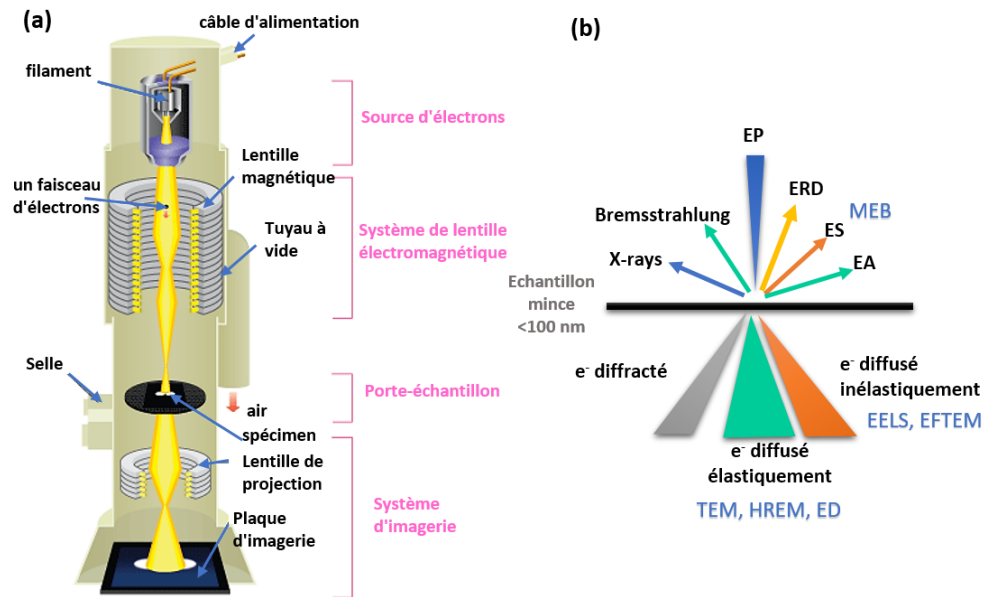 (a)
câble d'alimentation
filament
Source d'électrons
Lentille
magnétique
un faisceau
d'électrons
Tuyau à
vide
Système de lentille
électromagnétique
Selle
Porte-échantillon
air
spécimen
Lentille de
projection
Système
d'imagerie
Plaque
d'imagerie
(b)
EP
ERD
MEB
Bremsstrahlung
ES
X-rays
EA
Echantillon
mince
<100 nm
e- diffracté
e- diffusé
inélastiquement
EELS, EFTEM
e- diffusé
élastiquement
TEM, HREM, ED